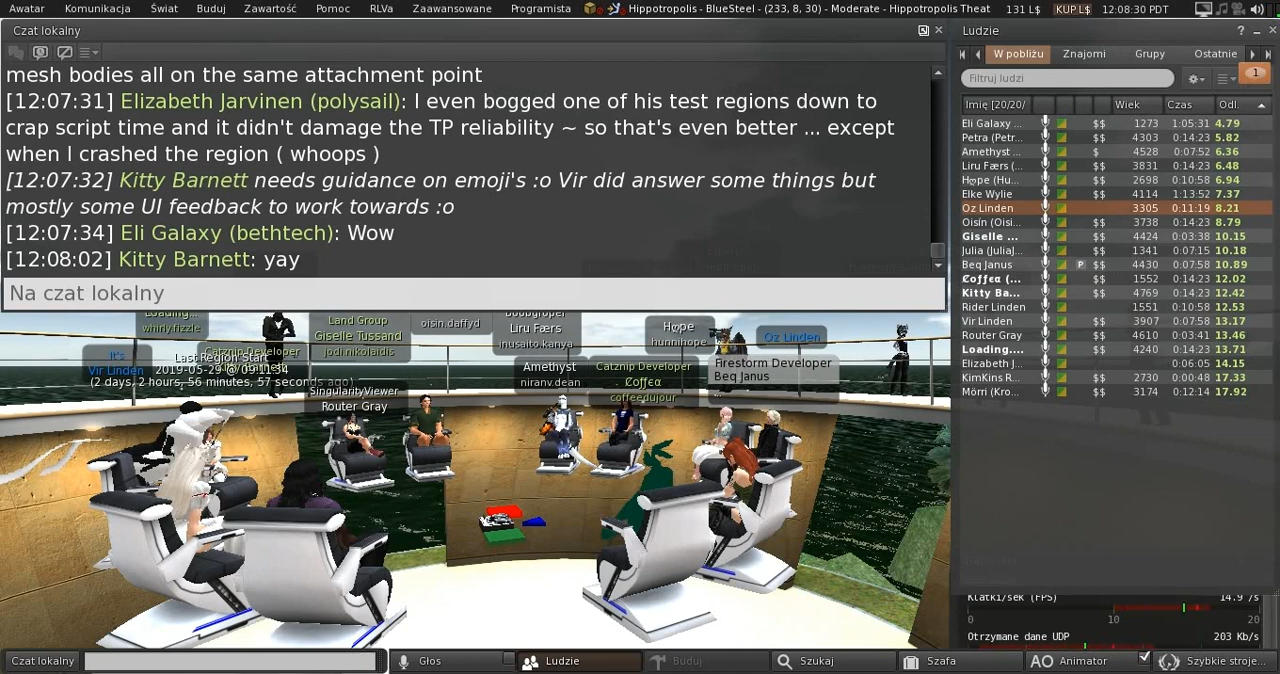 Awatar Komunikacja Świat Buduj Zawartość Pomoc RLVa Zaawansowane Programista Hippotropolis - BlueSteel - (233, 8, 30) - Moderate - Hippotropolis Theat 131 L$ KUP L$ 12:08:30 PDT
Czat lokalny
mesh bodies all on the same attachment point
[12:07:31] Elizabeth Jarvinen (polysail): I even bogged one of his test regions down to
crap script time and it didn't damage the TP reliability ~ so that's even better ... except
when I crashed the region ( whoops )
[12:07:32] Kitty Barnett needs guidance on emoji's :o Vir did answer some things but
mostly some UI feedback to work towards :o
[12:07:34] Eli Galaxy (bethtech): Wow
[12:08:02] Kitty Barnett: yay
Na czat lokalny
Loading...
whirly.fizzle
Land Group
Giselle Tussand
jodi.nikolaidis
oisin.daffyd
Liru Færs
inusaito.kanya
Høpe
hunnihope
Oz Linden
It's
Vir Linden
Catznip Developer
Last Region Start
2019-05-29 @ 09:11:34
(2 days, 2 hours, 56 minutes, 57 seconds ago)
SingularityViewer
Router Gray
Amethyst
niranv.dean
Catznip Developer
Ȼøƒƒєα
coffeedujour
Firestorm Developer
Beq Janus
...
Ludzie
? _ ×
W pobliżu Znajomi Grupy Ostatnie
1
Filtruj ludzi
Imię [20/20/ Wiek Czas Odl.
Eli Galaxy ... $$ 1273 1:05:31 4.79
Petra (Petr... $$ 4303 0:14:23 5.82
Amethyst ... 4528 0:07:52 6.36
Liru Færs (... $$ 3831 0:14:23 6.48
Høpe (Hu... $$ 2698 0:10:58 6.94
Elke Wylie $$ 4114 1:13:52 7.37
Oz Linden 3305 0:11:19 8.21
Oisín (Oisi... $$ 3738 0:14:23 8.79
Giselle ... $$ 4424 0:03:38 10.15
Julia (JuliaJ... $$ 1341 0:07:15 10.18
Beq Janus P $$ 4430 0:07:58 10.89
Ȼøƒƒєα (... $$ 1552 0:14:23 12.02
Kitty Ba... $$ 4769 0:14:23 12.42
Rider Linden 1551 0:10:58 12.53
Vir Linden $$ 3907 0:07:58 13.17
Router Gray $$ 4610 0:03:41 13.46
Loading.... $$ 4240 0:14:23 13.71
Elizabeth J... 0:06:05 14.15
KimKins R... $$ 2730 0:00:48 17.33
Mörri (Kro... $$ 3174 0:12:14 17.92
Klatki/sek (FPS) 14.9 /s
0 10 20
Otrzymane dane UDP 203 Kb/s
Czat lokalny Głos Ludzie Buduj Szukaj Szafa AO Animator Szybkie stroje...